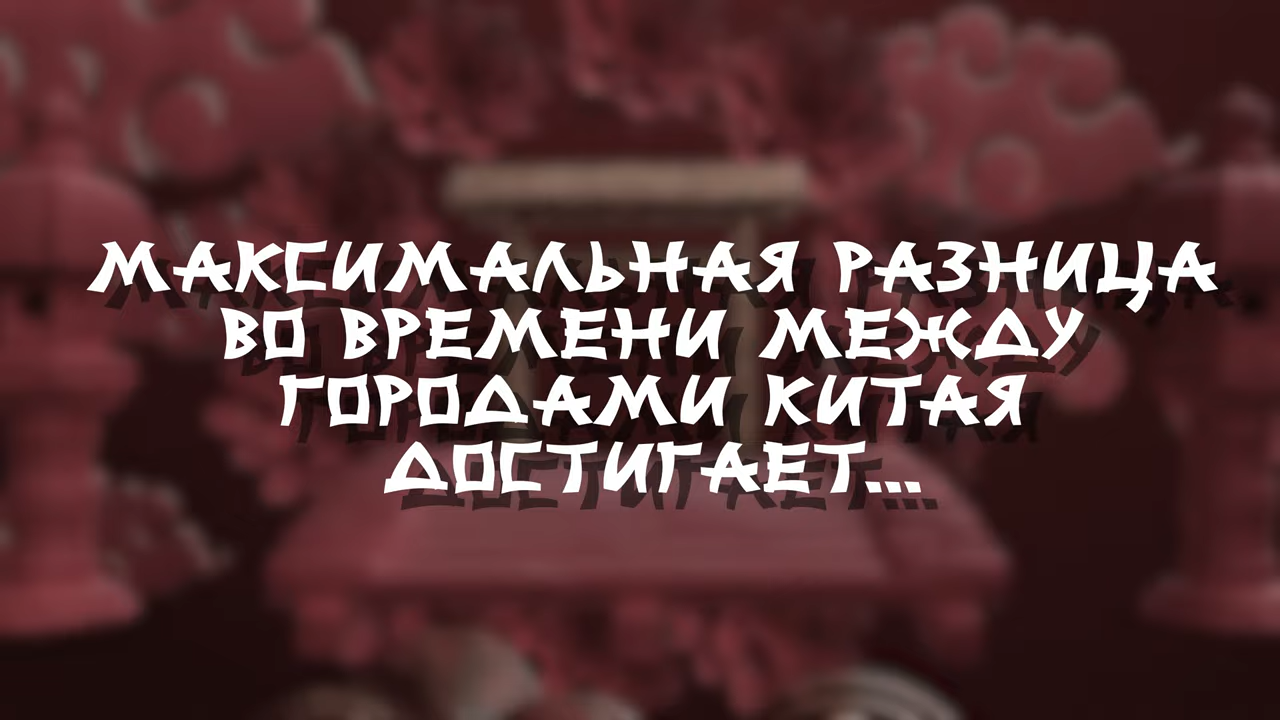 МАКСИМАЛЬНАЯ РАЗНИЦА
ВО ВРЕМЕНИ МЕЖДУ
ГОРОДАМИ КИТАЯ
ДОСТИГАЕТ...